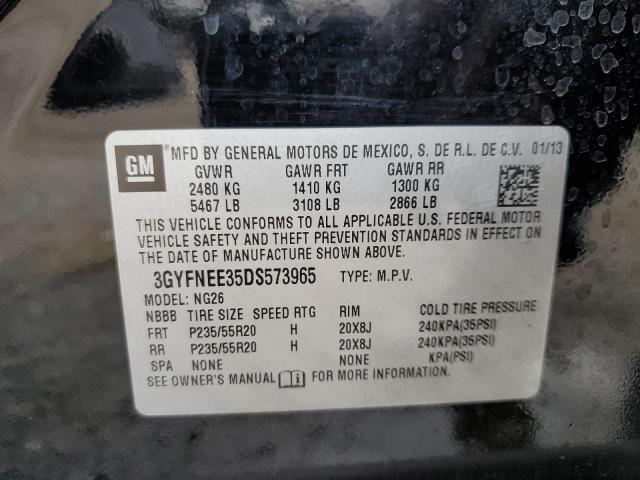 GM
MFD BY GENERAL MOTORS DE MEXICO, S. DE R.L. DE C.V. 01/13
GVWR GAWR FRT GAWR RR
2480 KG 1410 KG 1300 KG
5467 LB 3108 LB 2866 LB
THIS VEHICLE CONFORMS TO ALL APPLICABLE U.S. FEDERAL MOTOR
VEHICLE SAFETY AND THEFT PREVENTION STANDARDS IN EFFECT ON
THE DATE OF MANUFACTURE SHOWN ABOVE.
3GYFNEE35DS573965 TYPE: M.P.V.
MODEL: NG26
NBBB TIRE SIZE SPEED RTG RIM COLD TIRE PRESSURE
FRT P235/55R20 H 20X8J 240KPA(35PSI)
RR P235/55R20 H 20X8J 240KPA(35PSI)
SPA NONE NONE KPA(PSI)
SEE OWNER'S MANUAL FOR MORE INFORMATION.